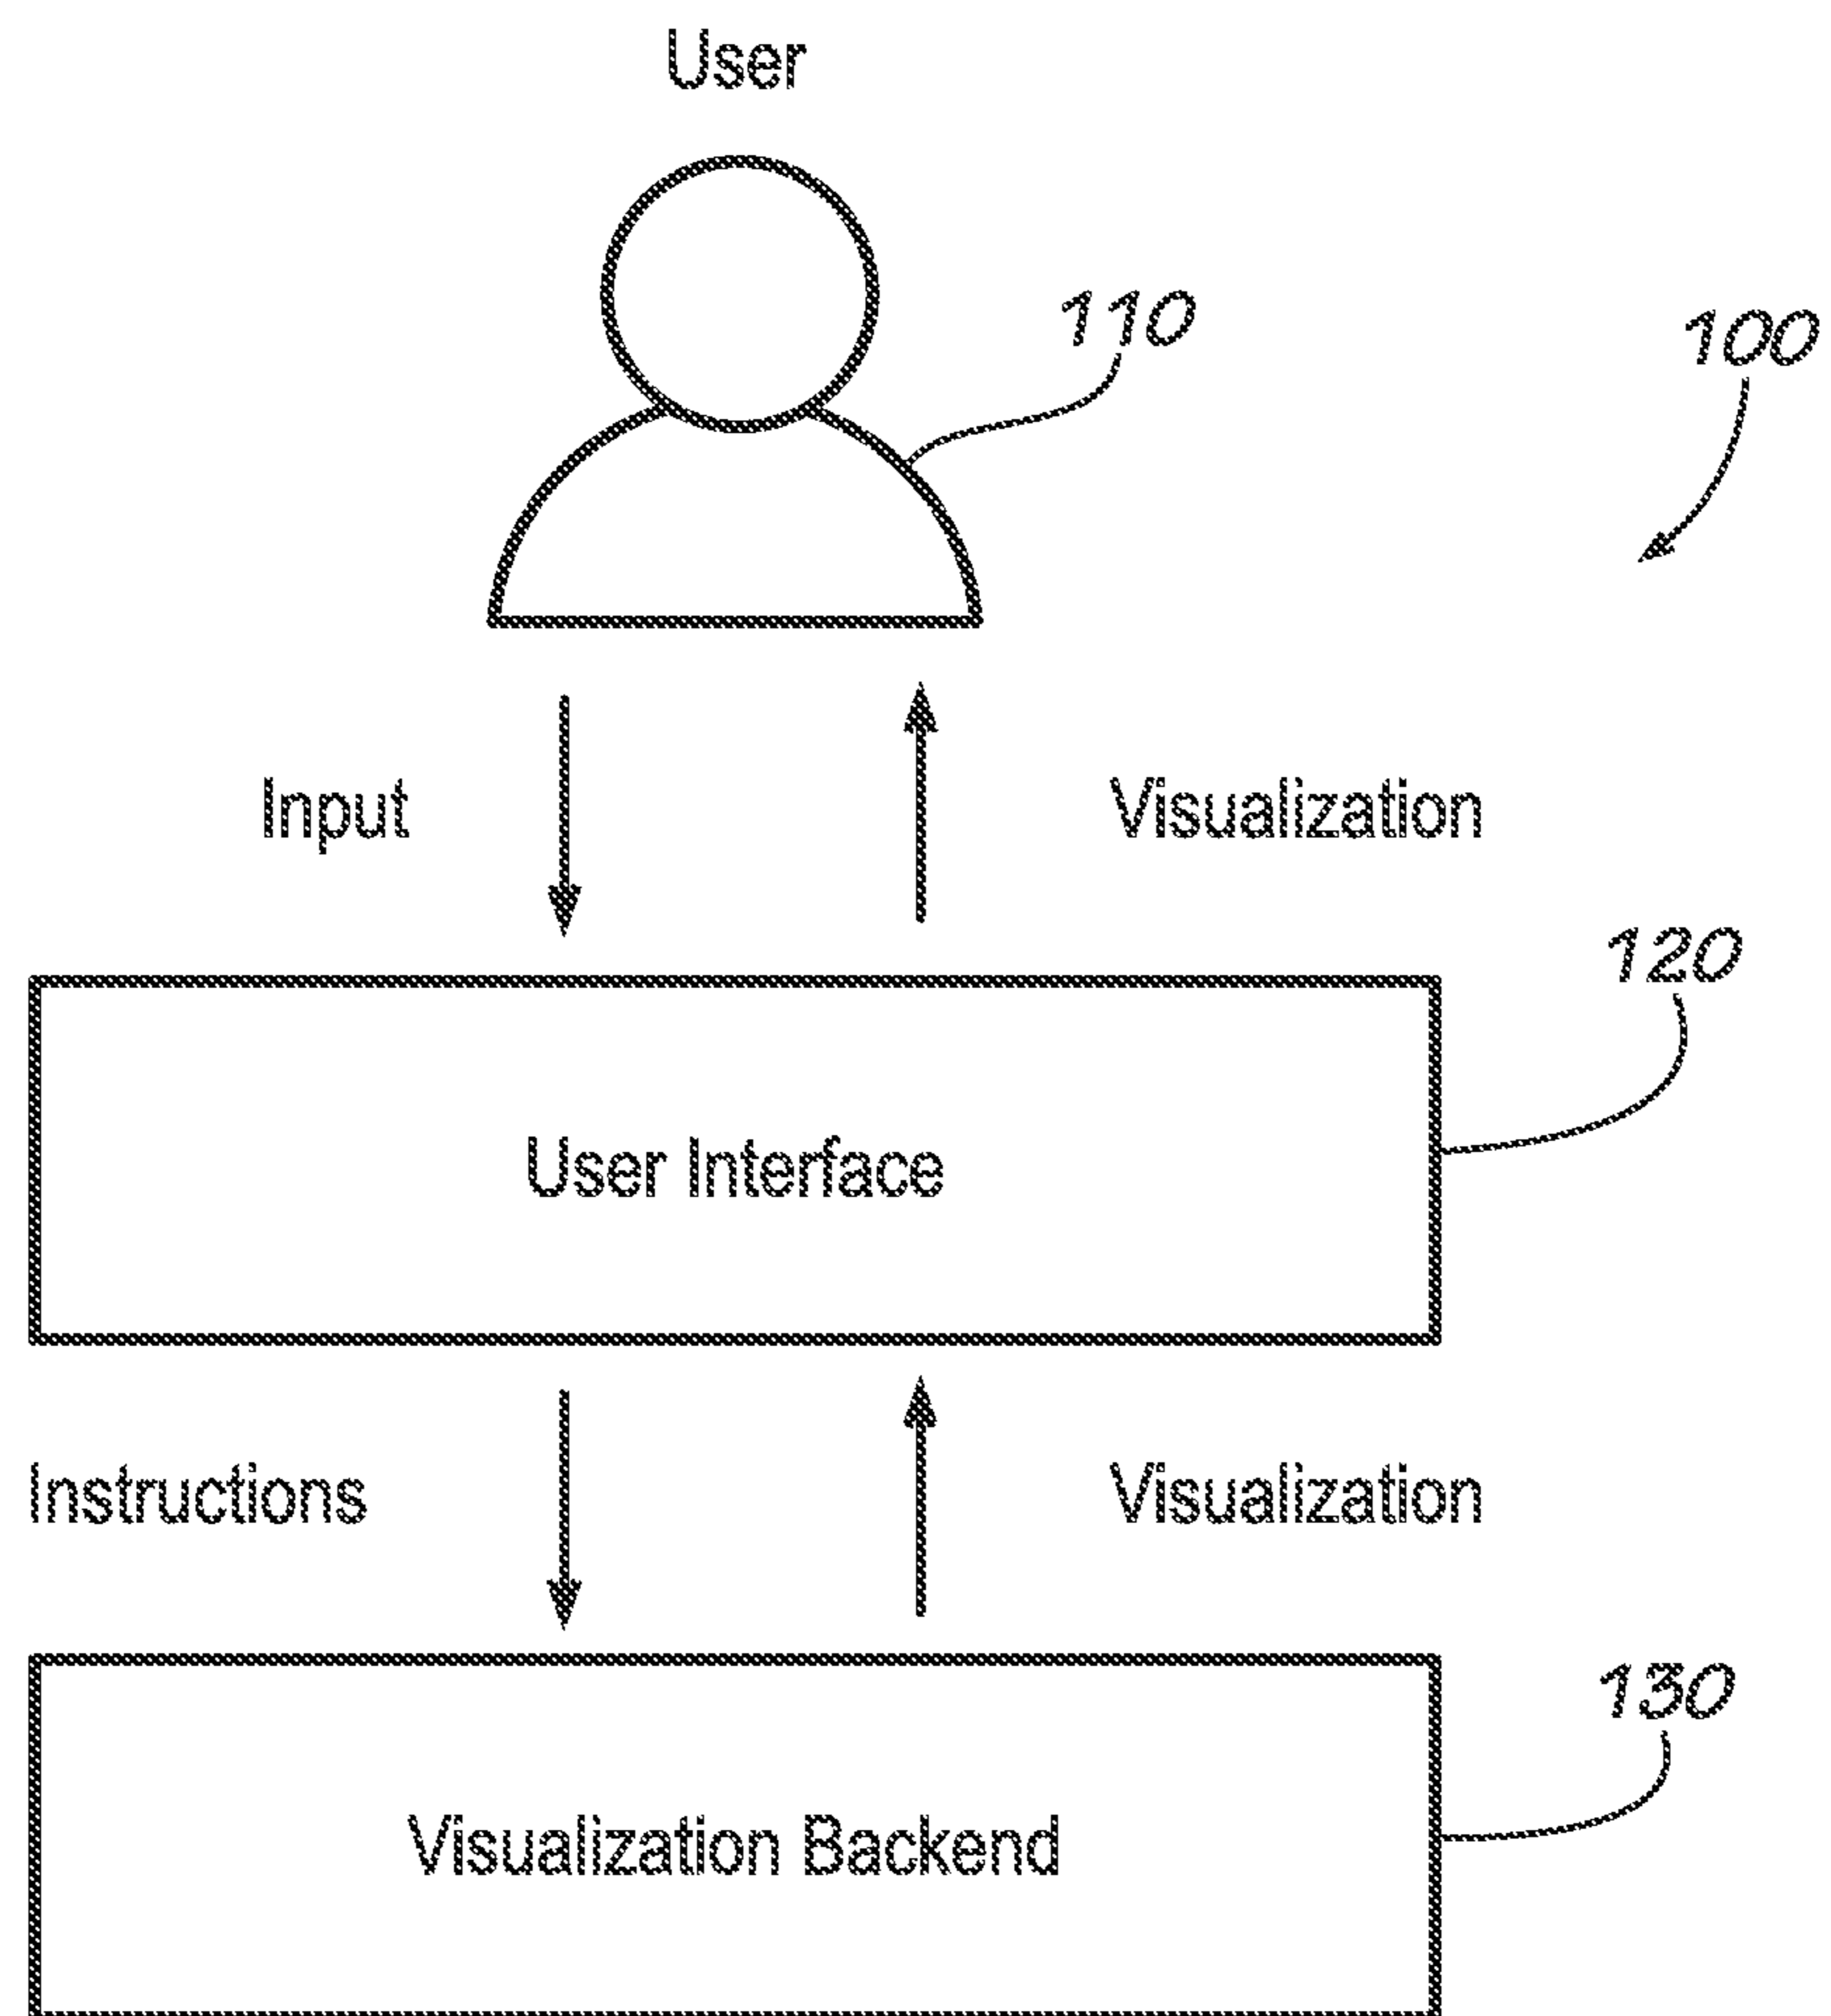 User
110
100
Input
Visualization
120
User Interface
Instructions
Visualization
130
Visualization Backend